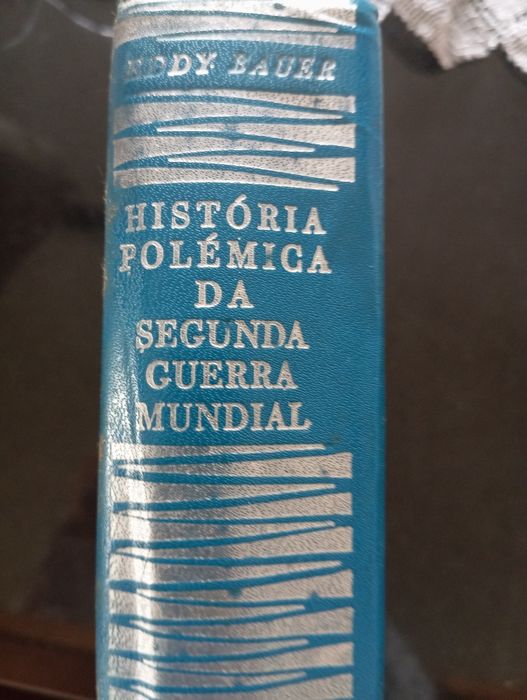 EDDY BAUER
HISTÓRIA
POLÉMICA
DA
SEGUNDA
GUERRA
MUNDIAL